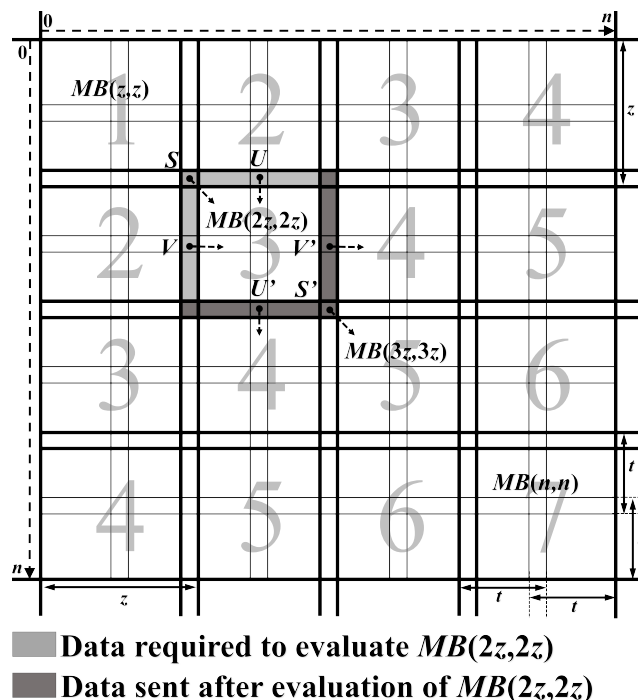 0 n
0
1 2 3 4
MB(z,z)
z
S U
MB(2z,2z)
2 3 4 5
V V’
U’ S’
MB(3z,3z)
3 4 5 6
t
MB(n,n)
4 5 6 7
n
z t t
Data required to evaluate MB(2z,2z)
Data sent after evaluation of MB(2z,2z)